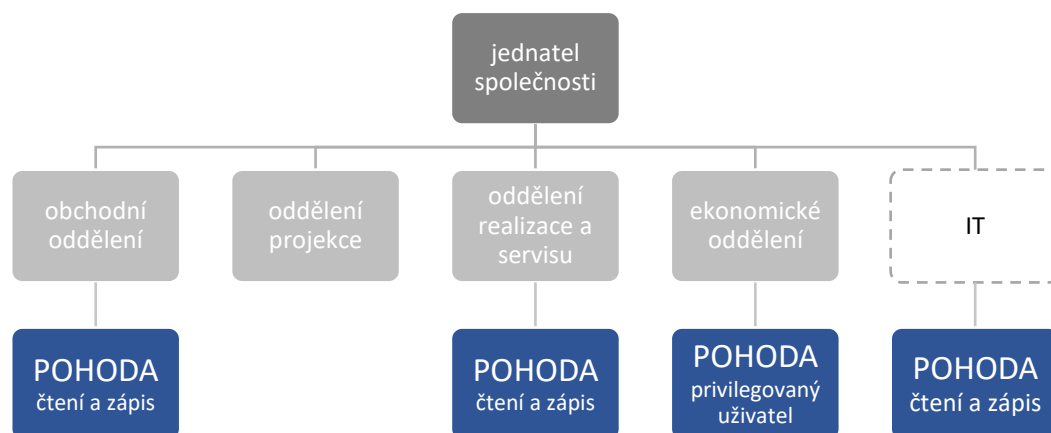 jednatel
společnosti
obchodní
oddělení
oddělení
projekce
oddělení
realizace a
servisu
ekonomické
oddělení
IT
POHODA
čtení a zápis
POHODA
čtení a zápis
POHODA
privilegovaný
uživatel
POHODA
čtení a zápis